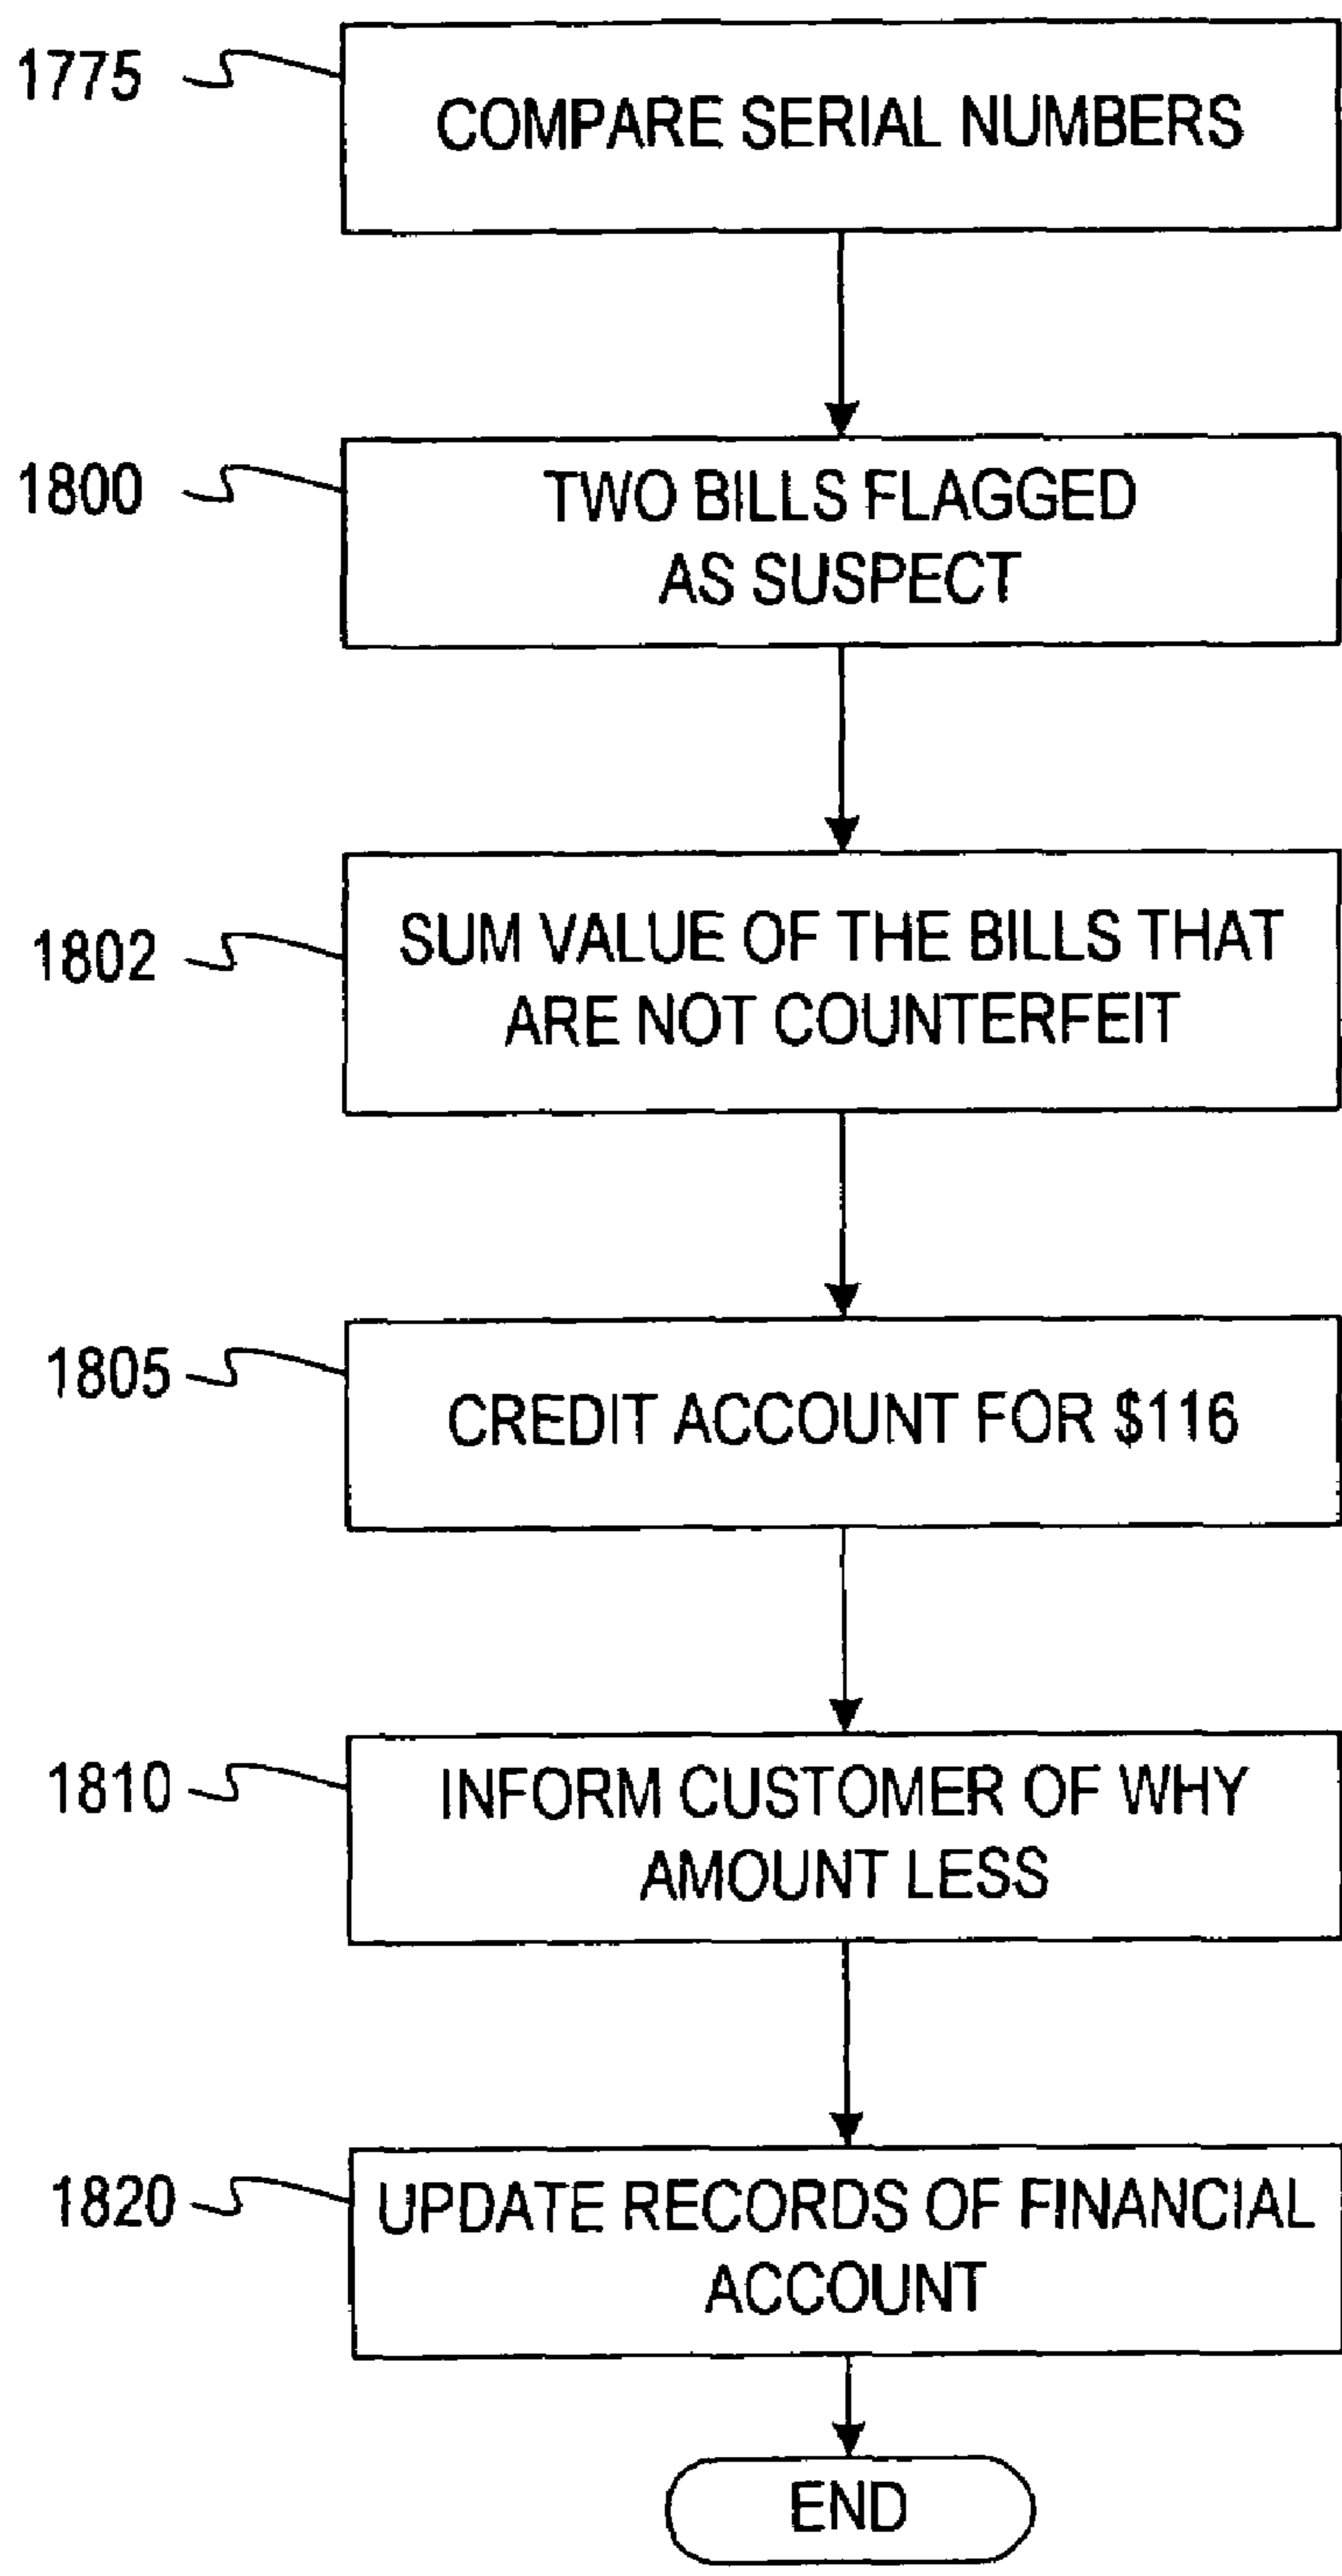 1775
COMPARE SERIAL NUMBERS
1800
TWO BILLS FLAGGED
AS SUSPECT
1802
SUM VALUE OF THE BILLS THAT
ARE NOT COUNTERFEIT
1805
CREDIT ACCOUNT FOR $116
1810
INFORM CUSTOMER OF WHY
AMOUNT LESS
1820
UPDATE RECORDS OF FINANCIAL
ACCOUNT
END